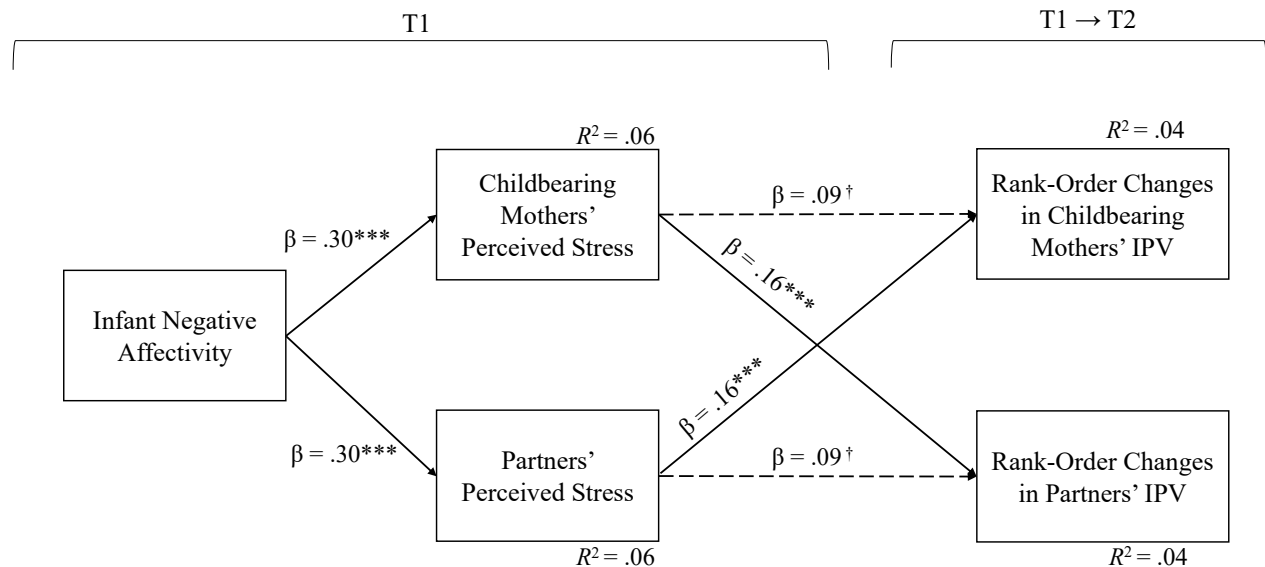 T1
T1 → T2
R² = .06
R² = .04
Childbearing
Mothers’
Perceived Stress
β = .09 †
Rank-Order Changes
in Childbearing
Mothers’ IPV
β = .30***
β = .16***
Infant Negative
Affectivity
β = .16***
β = .30***
Partners’
Perceived Stress
β = .09 †
Rank-Order Changes
in Partners’ IPV
R² = .06
R² = .04